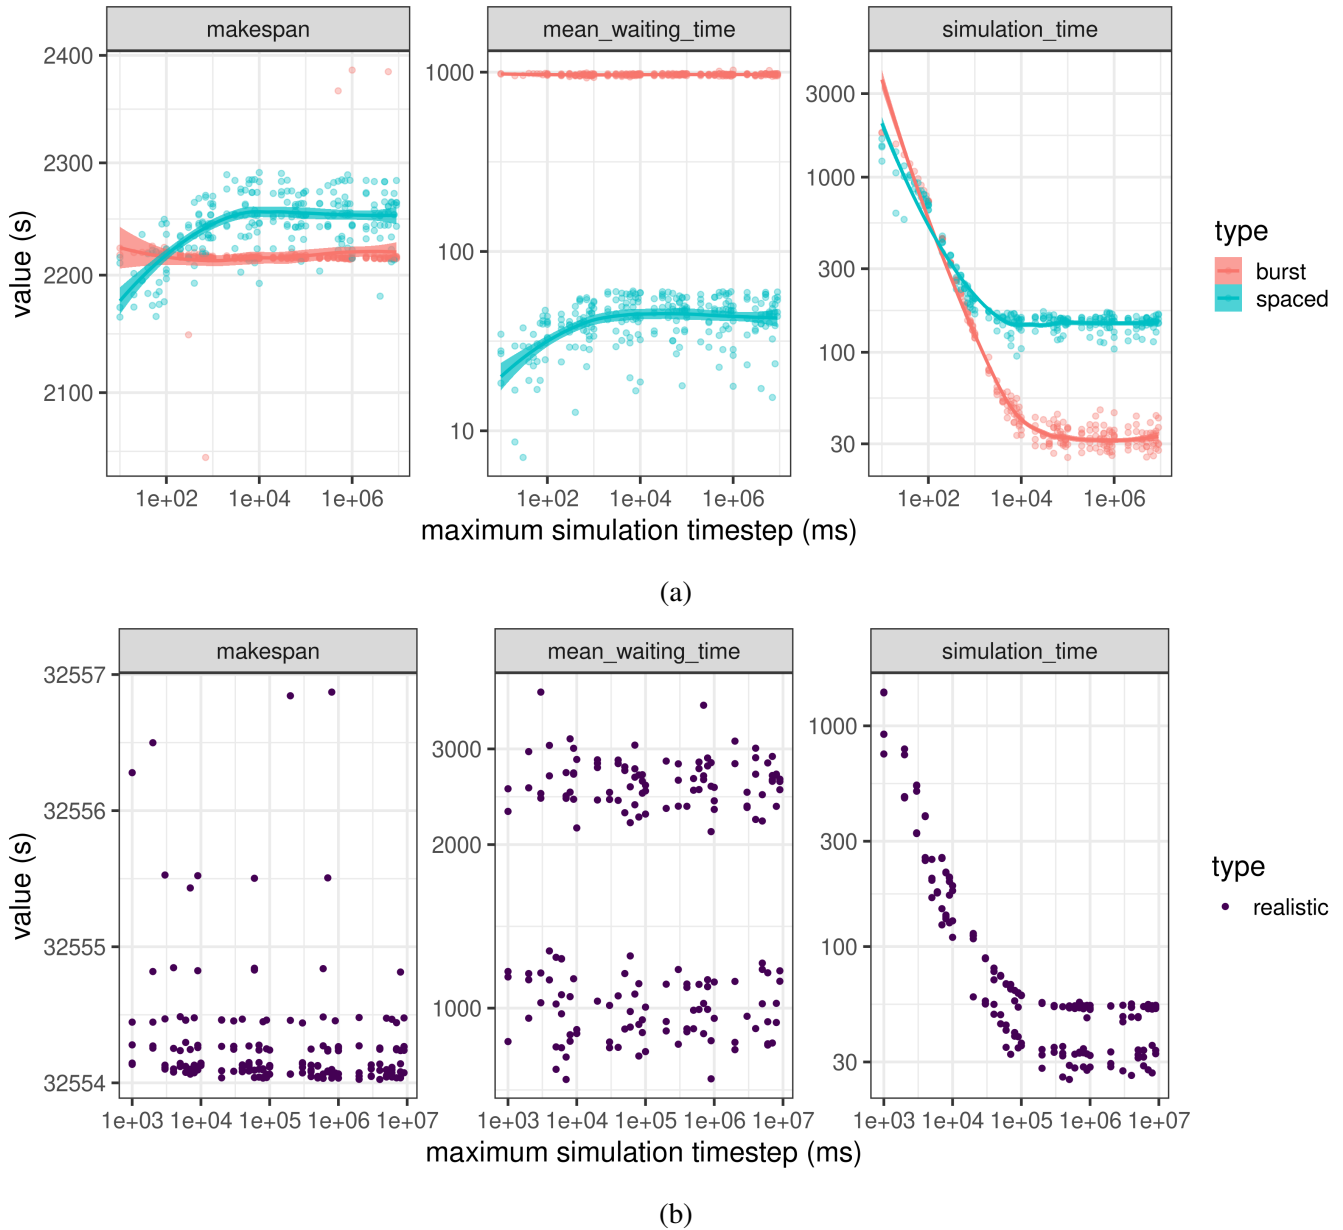 makespan
mean_waiting_time
simulation_time
value (s)
2400
2300
2200
2100
1000
100
10
3000
1000
300
100
30
1e+02 1e+04 1e+06
1e+02 1e+04 1e+06
1e+02 1e+04 1e+06
maximum simulation timestep (ms)
type
burst
spaced
(a)
makespan
mean_waiting_time
simulation_time
value (s)
32557
32556
32555
32554
3000
2000
1000
1000
300
100
30
1e+03 1e+04 1e+05 1e+06 1e+07
1e+03 1e+04 1e+05 1e+06 1e+07
1e+03 1e+04 1e+05 1e+06 1e+07
maximum simulation timestep (ms)
type
realistic
(b)